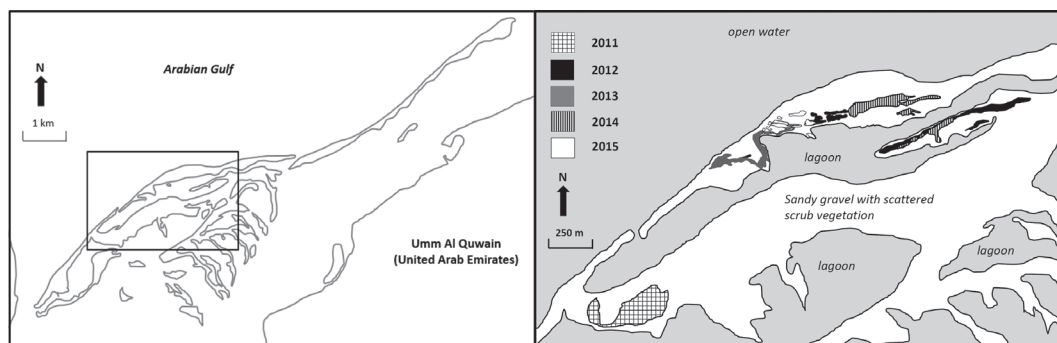 Arabian Gulf
N
1 km
Umm Al Quwain
(United Arab Emirates)
open water
2011
2012
2013
2014
2015
lagoon
N
250 m
Sandy gravel with scattered
scrub vegetation
lagoon
lagoon